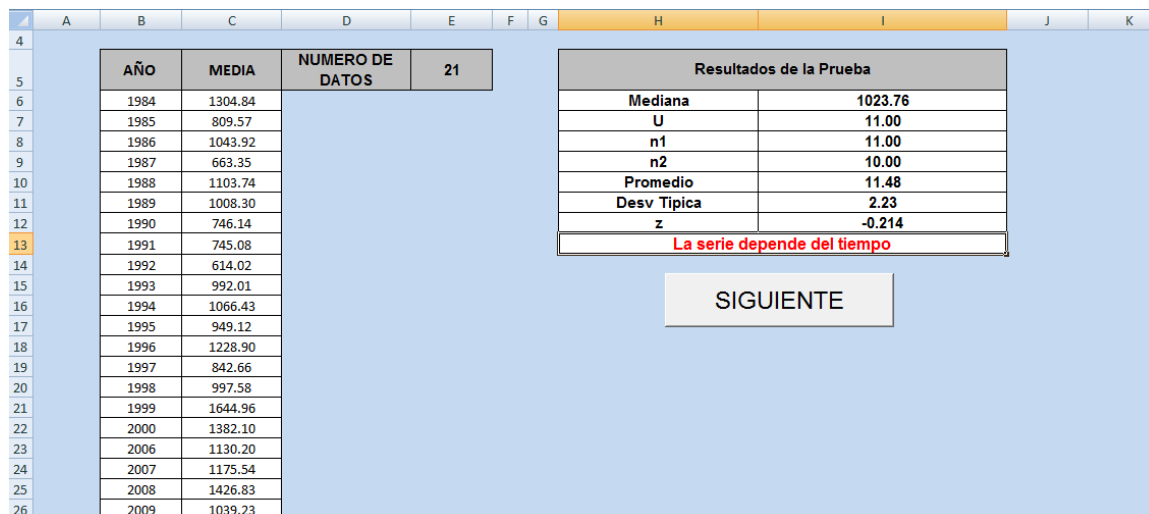 A B C D E F G H I J K
4
5 AÑO MEDIA NUMERO DE DATOS 21 Resultados de la Prueba
6 1984 1304.84 Mediana 1023.76
7 1985 809.57 U 11.00
8 1986 1043.92 n1 11.00
9 1987 663.35 n2 10.00
10 1988 1103.74 Promedio 11.48
11 1989 1008.30 Desv Tipica 2.23
12 1990 746.14 z -0.214
13 1991 745.08 La serie depende del tiempo
14 1992 614.02
15 1993 992.01
16 1994 1066.43 SIGUIENTE
17 1995 949.12
18 1996 1228.90
19 1997 842.66
20 1998 997.58
21 1999 1644.96
22 2000 1382.10
23 2006 1130.20
24 2007 1175.54
25 2008 1426.83
26 2009 1039.23